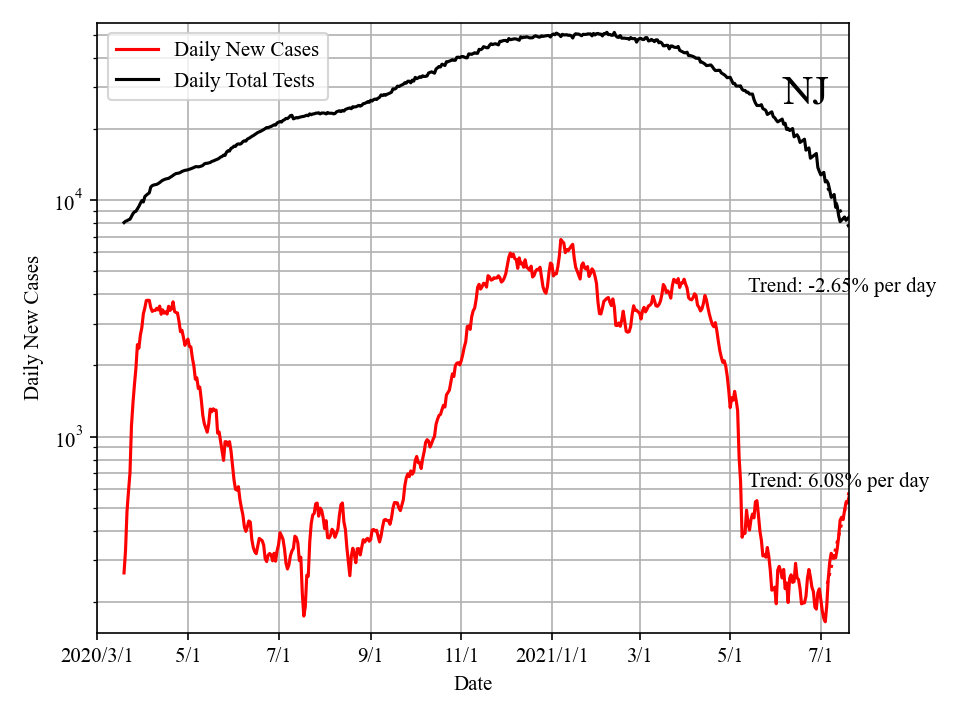 Daily New Cases
Daily Total Tests
NJ
10^4
10^3
Daily New Cases
Trend: -2.65% per day
Trend: 6.08% per day
2020/3/1 5/1 7/1 9/1 11/1 2021/1/1 3/1 5/1 7/1
Date